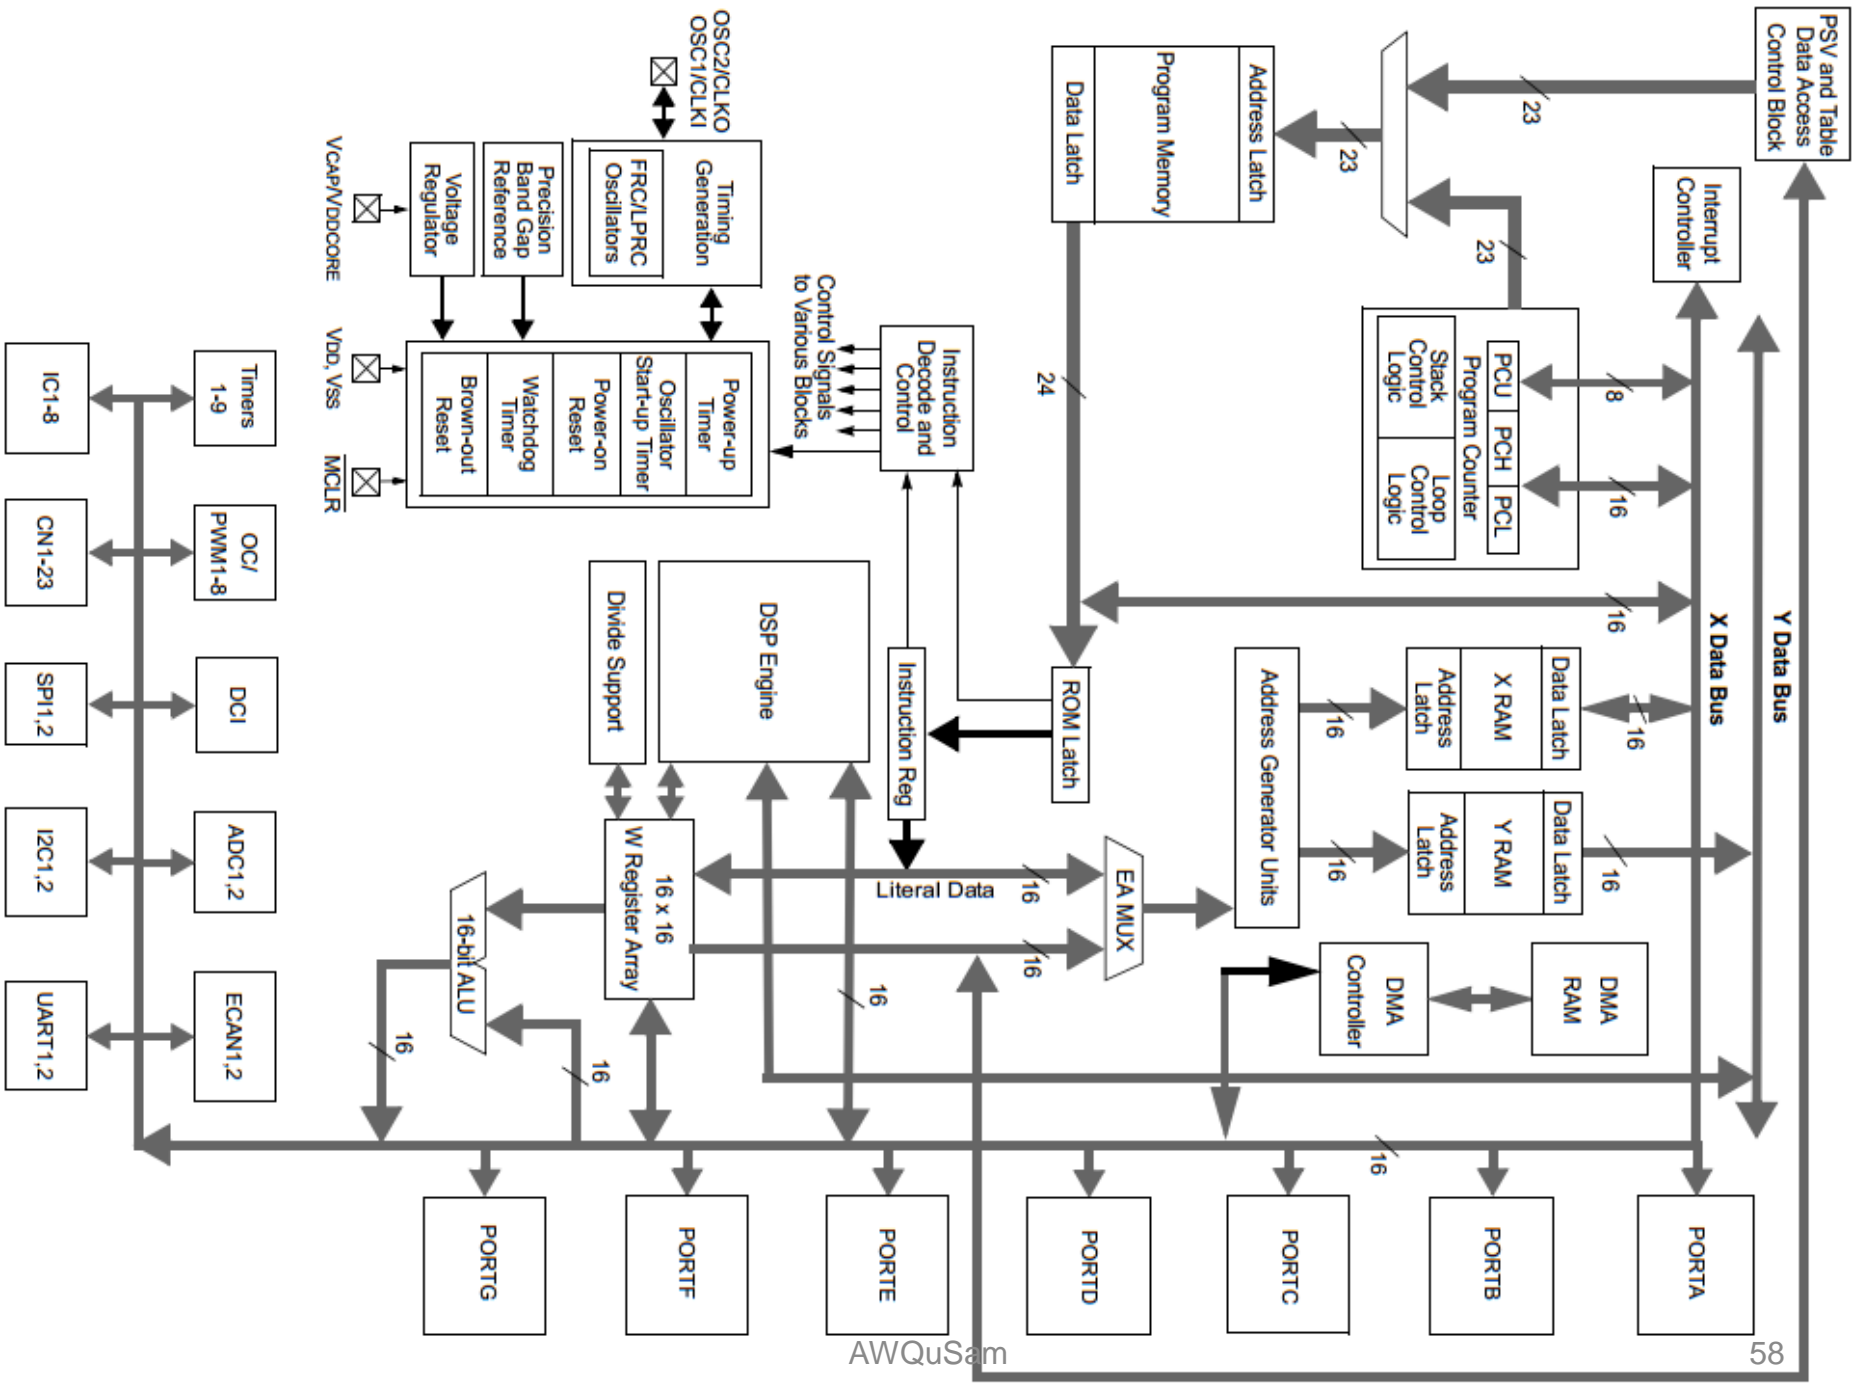 PSV and Table
Data Access
Control Block
Interrupt
Controller
Y Data Bus
X Data Bus
23
23
23
8
16
16
PCU
PCH
PCL
Program Counter
Stack
Control
Logic
Loop
Control
Logic
Address Latch
Program Memory
Data Latch
24
Data Latch
X RAM
Address
Latch
16
16
Data Latch
Y RAM
Address
Latch
16
16
Address Generator Units
DMA
RAM
DMA
Controller
EA MUX
16
16
Literal Data
ROM Latch
Instruction Reg
Instruction
Decode and
Control
Control Signals
to Various Blocks
OSC2/CLKO
OSC1/CLKI
Timing
Generation
FRC/LPRC
Oscillators
Precision
Band Gap
Reference
Voltage
Regulator
VCAP/VDDCORE
Power-up
Timer
Oscillator
Start-up Timer
Power-on
Reset
Watchdog
Timer
Brown-out
Reset
VDD, VSS
MCLR
DSP Engine
Divide Support
16
16 x 16
W Register Array
16-bit ALU
16
16
16
PORTA
PORTB
PORTC
PORTD
PORTE
PORTF
PORTG
Timers
1-9
OC/
PWM1-8
DCI
ADC1,2
ECAN1,2
IC1-8
CN1-23
SPI1,2
I2C1,2
UART1,2
AWQuSam
58